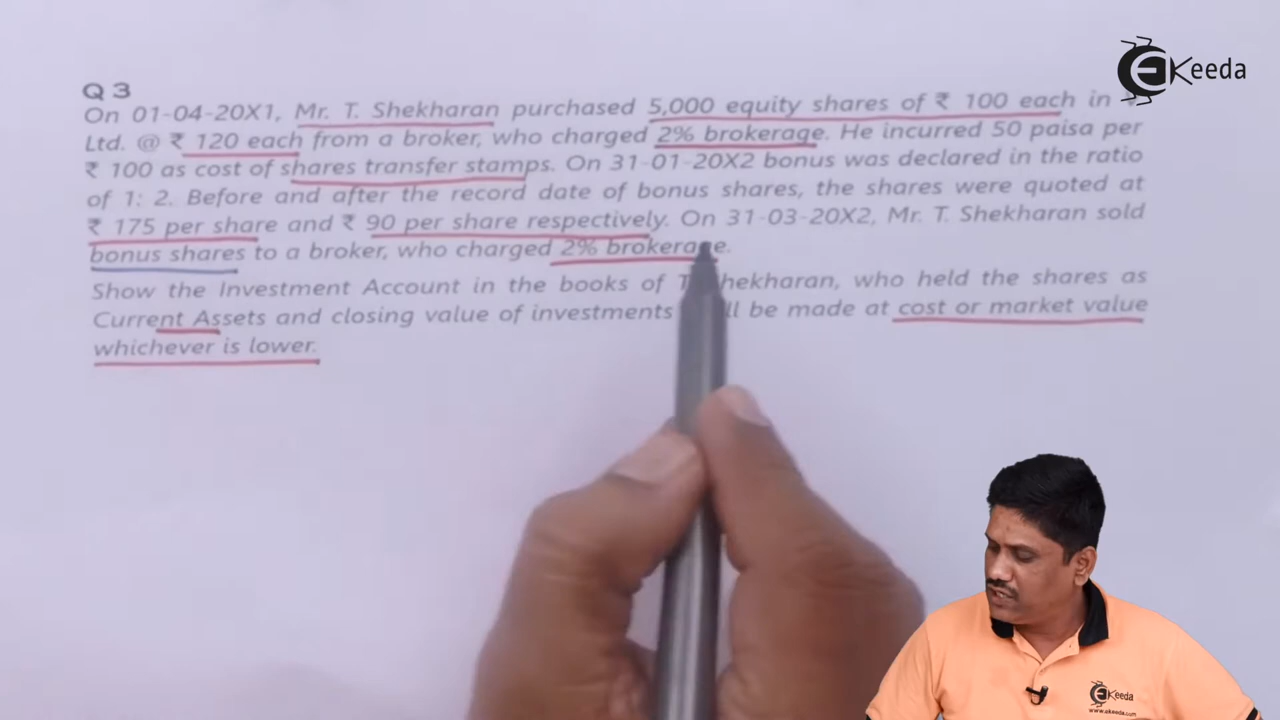 Q 3
On 01-04-20X1, Mr. T. Shekharan purchased 5,000 equity shares of ₹ 100 each in
Ltd. @ ₹ 120 each from a broker, who charged 2% brokerage. He incurred 50 paisa per
₹ 100 as cost of shares transfer stamps. On 31-01-20X2 bonus was declared in the ratio
of 1: 2. Before and after the record date of bonus shares, the shares were quoted at
₹ 175 per share and ₹ 90 per share respectively. On 31-03-20X2, Mr. T. Shekharan sold
bonus shares to a broker, who charged 2% brokerage.
Show the Investment Account in the books of who held the shares as
Current Assets and closing value of investments be made at cost or market value
whichever is lower.
eKeeda
eKeeda
www.ekeeda.com